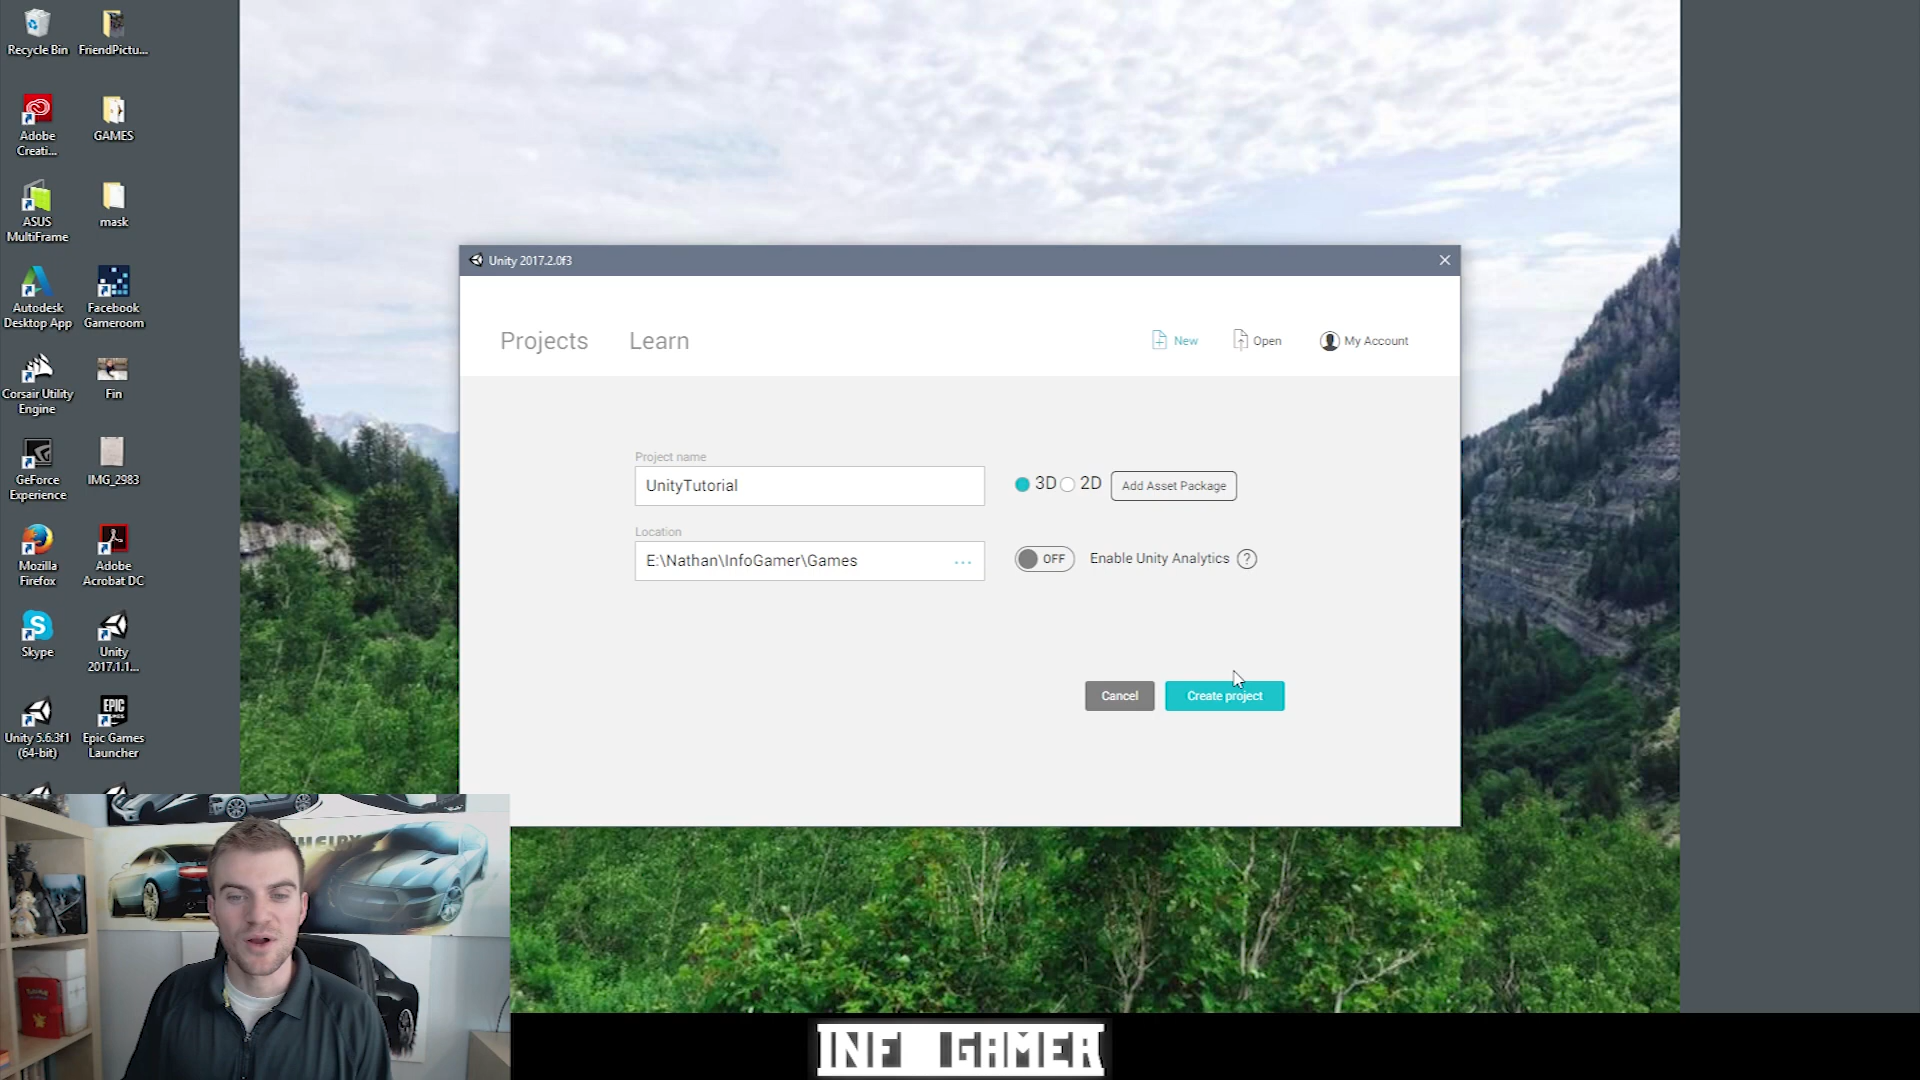 Recycle Bin
FriendPictu...
Adobe
Creati...
GAMES
ASUS
MultiFrame
mask
Autodesk
Desktop App
Facebook
Gameroom
Corsair Utility
Engine
Fin
GeForce
Experience
IMG_2983
Mozilla
Firefox
Adobe
Acrobat DC
Skype
Unity
2017.1.1...
Unity 5.6.3f1
(64-bit)
EPIC
Epic Games
Launcher
Unity 2017.2.0f3
Projects
Learn
New
Open
My Account
Project name
UnityTutorial
3D
2D
Add Asset Package
Location
E:\Nathan\InfoGamer\Games
...
OFF
Enable Unity Analytics
?
Cancel
Create project
INF GAMER